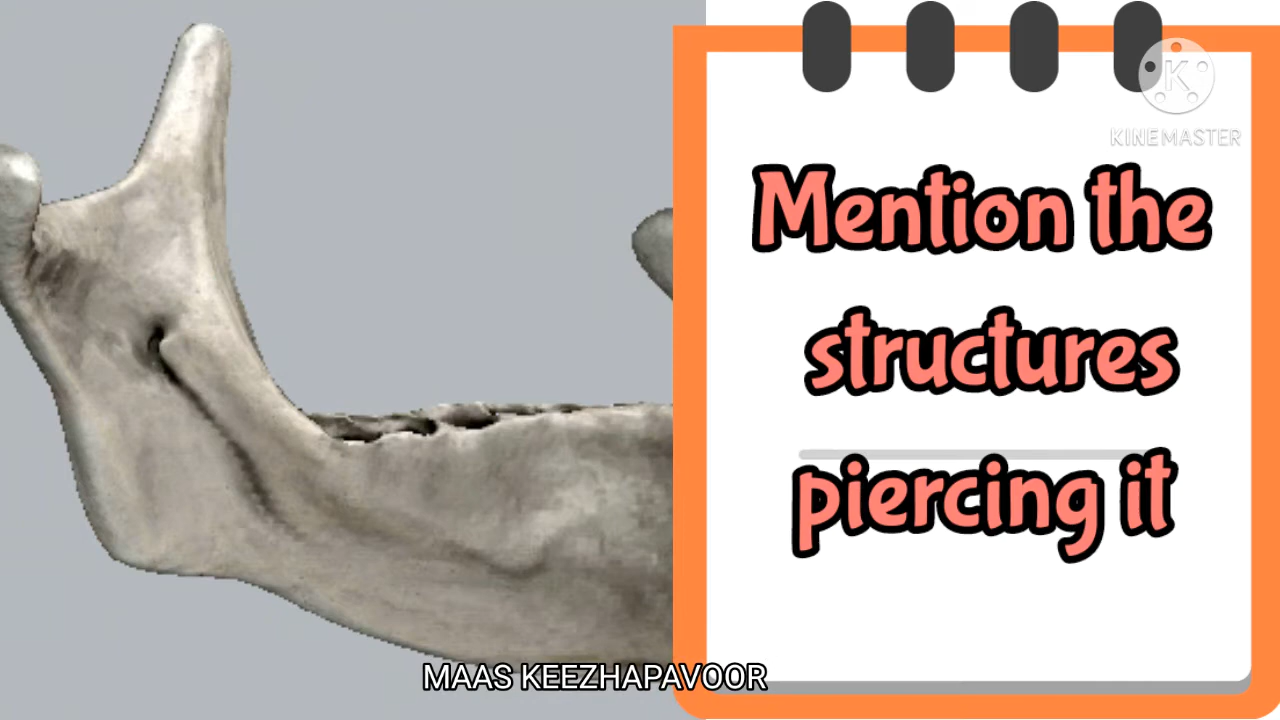 KINEMASTER
Mention the
structures
piercing it
MAAS KEEZHAPAVOOR